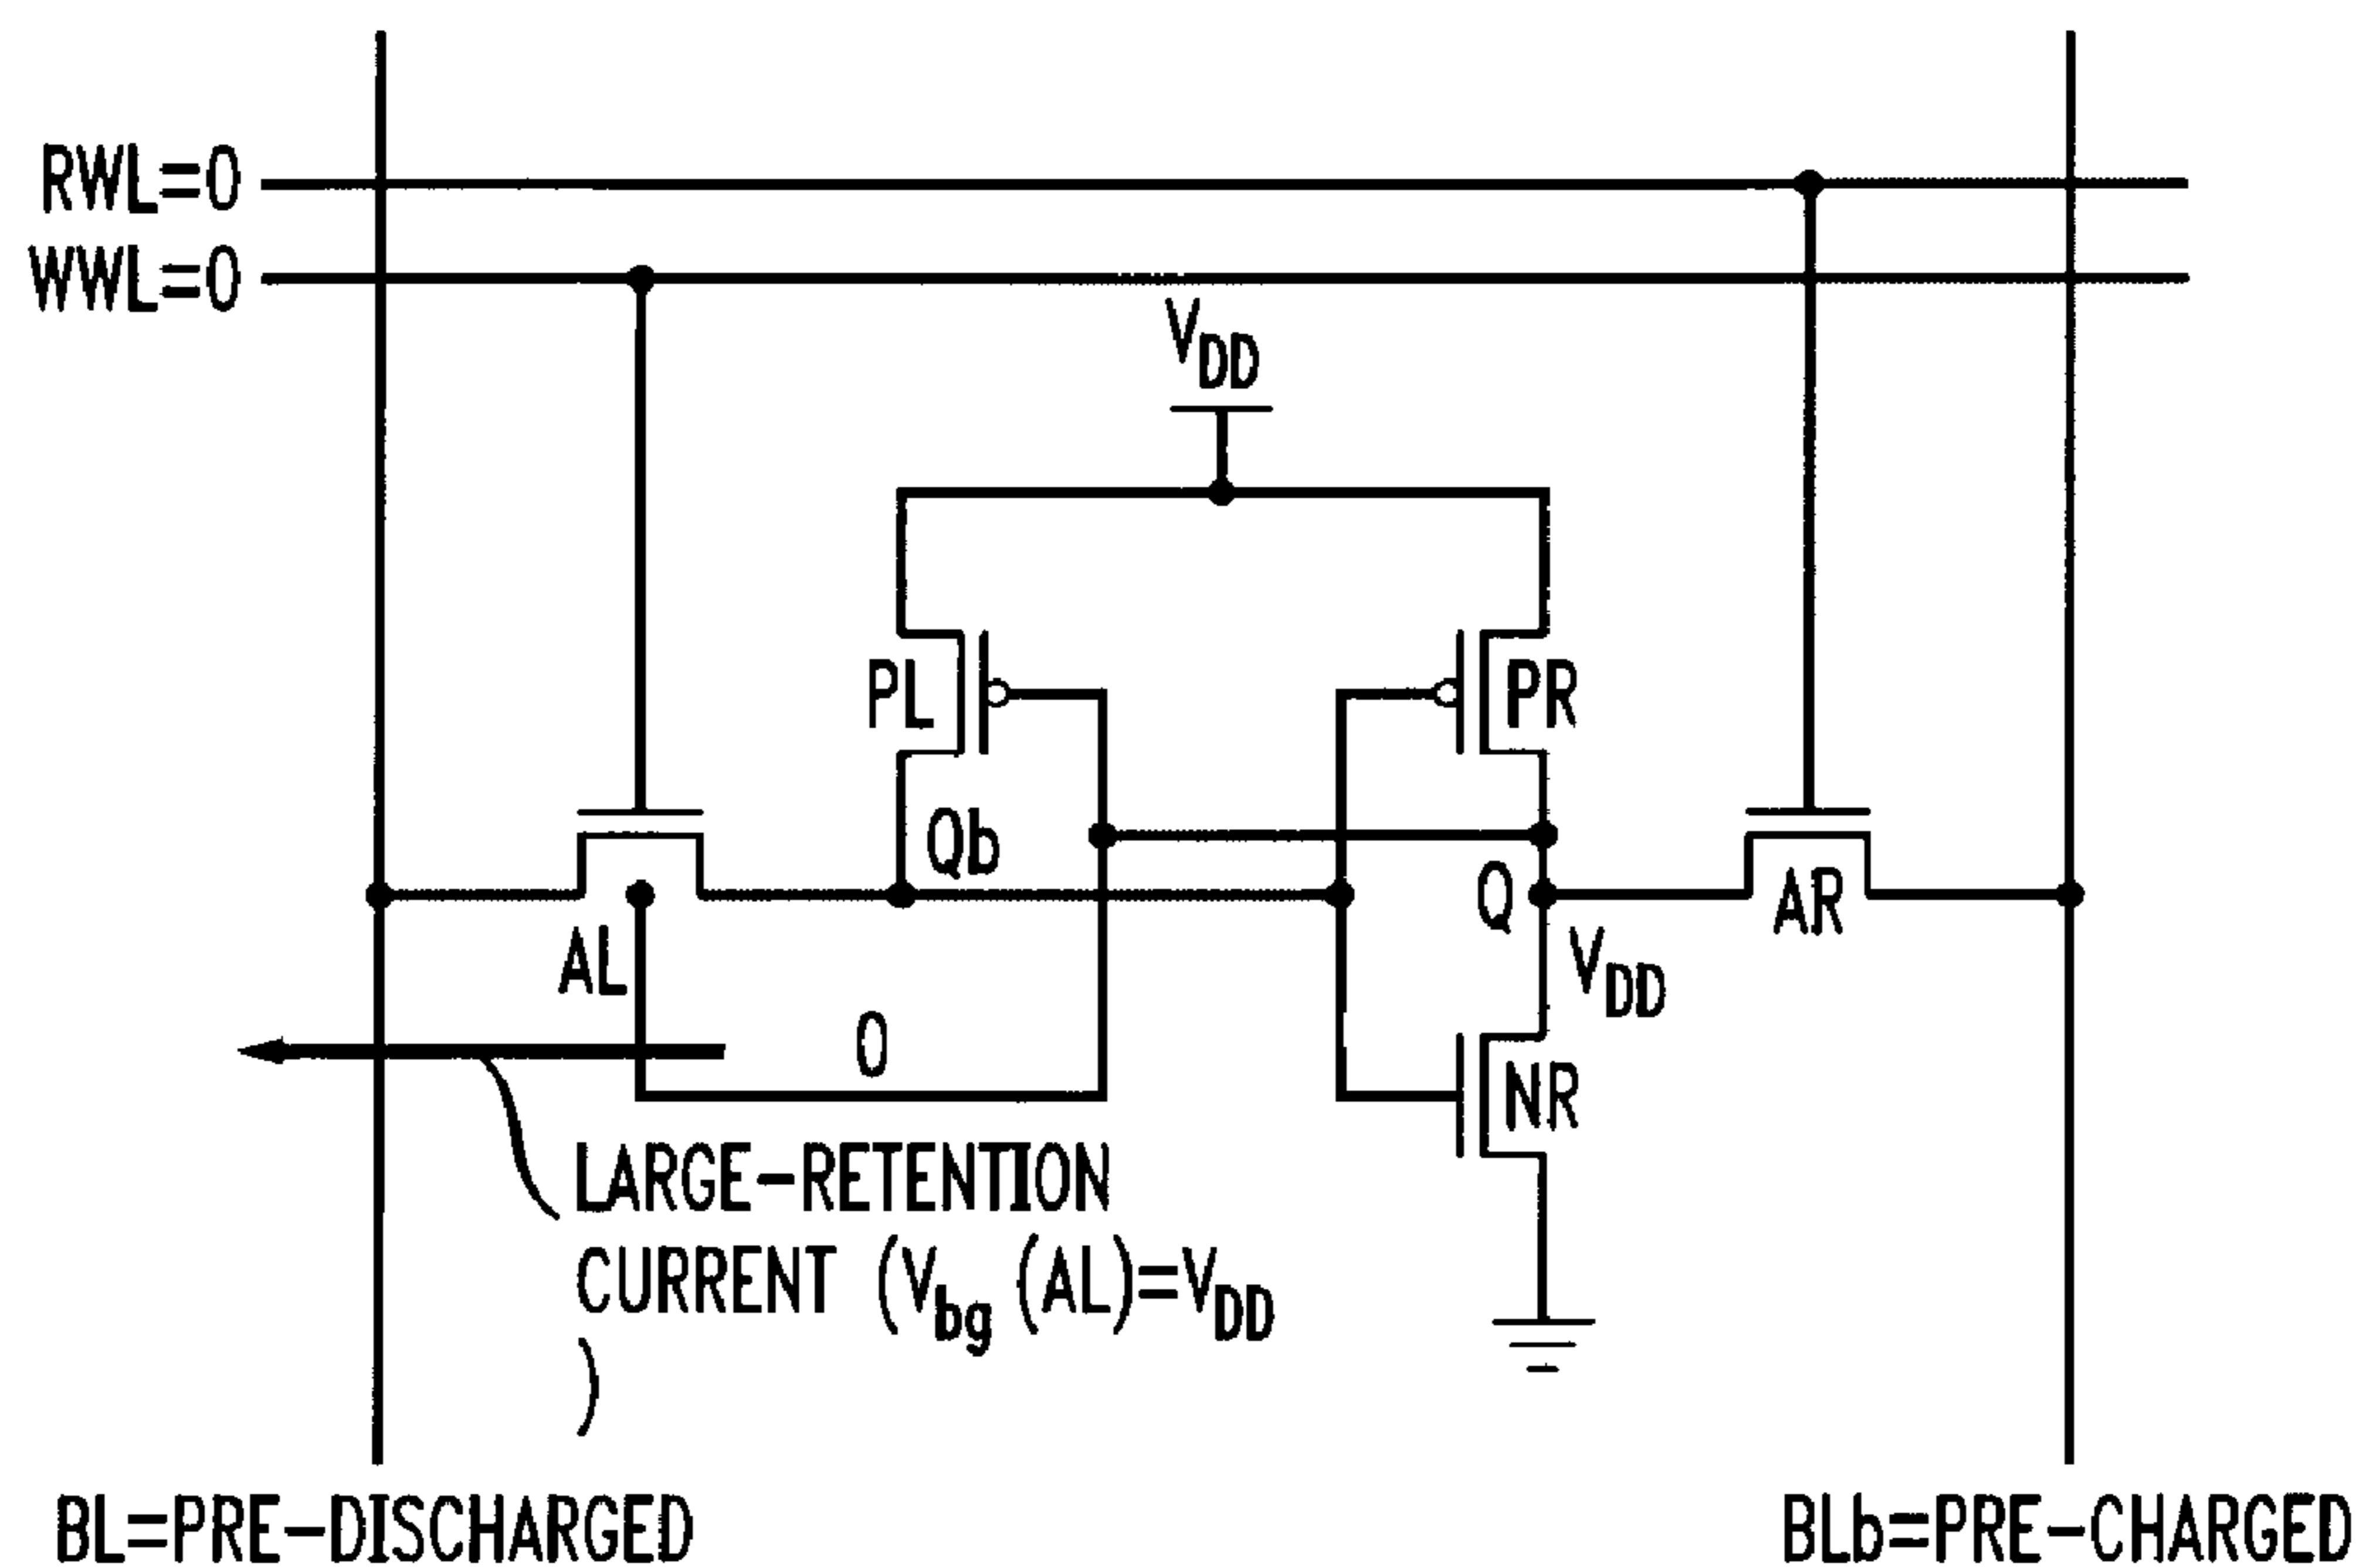 RWL=0
WWL=0
VDD
PL
PR
Qb
Q
AR
AL
VDD
0
NR
LARGE-RETENTION
CURRENT (Vbg (AL)=VDD
)
BL=PRE-DISCHARGED
BLb=PRE-CHARGED